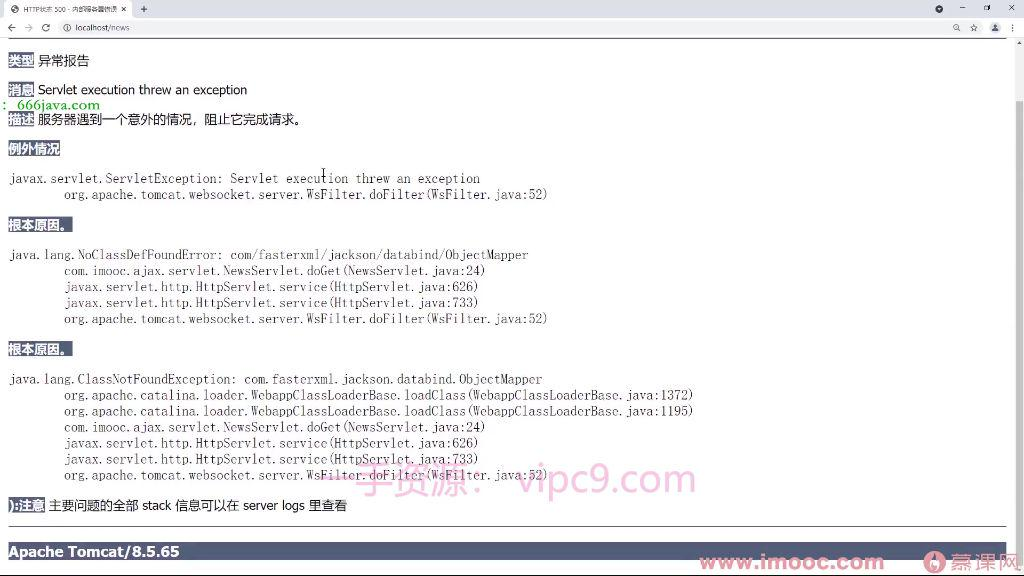 HTTP状态 500 - 内部服务器错误
localhost/news
类型 异常报告
消息 Servlet execution threw an exception
： 666java.com
描述 服务器遇到一个意外的情况，阻止它完成请求。
例外情况
javax.servlet.ServletException: Servlet execution threw an exception
org.apache.tomcat.websocket.server.WsFilter.doFilter(WsFilter.java:52)
根本原因。
java.lang.NoClassDefFoundError: com/fasterxml/jackson/databind/ObjectMapper
com.imooc.ajax.servlet.NewsServlet.doGet(NewsServlet.java:24)
javax.servlet.http.HttpServlet.service(HttpServlet.java:626)
javax.servlet.http.HttpServlet.service(HttpServlet.java:733)
org.apache.tomcat.websocket.server.WsFilter.doFilter(WsFilter.java:52)
根本原因。
java.lang.ClassNotFoundException: com.fasterxml.jackson.databind.ObjectMapper
org.apache.catalina.loader.WebappClassLoaderBase.loadClass(WebappClassLoaderBase.java:1372)
org.apache.catalina.loader.WebappClassLoaderBase.loadClass(WebappClassLoaderBase.java:1195)
com.imooc.ajax.servlet.NewsServlet.doGet(NewsServlet.java:24)
javax.servlet.http.HttpServlet.service(HttpServlet.java:626)
javax.servlet.http.HttpServlet.service(HttpServlet.java:733)
org.apache.tomcat.websocket.server.WsFilter.doFilter(WsFilter.java:52)
一手资源： vipc9.com
):注意 主要问题的全部 stack 信息可以在 server logs 里查看
Apache Tomcat/8.5.65
www.imooc.com 慕课网